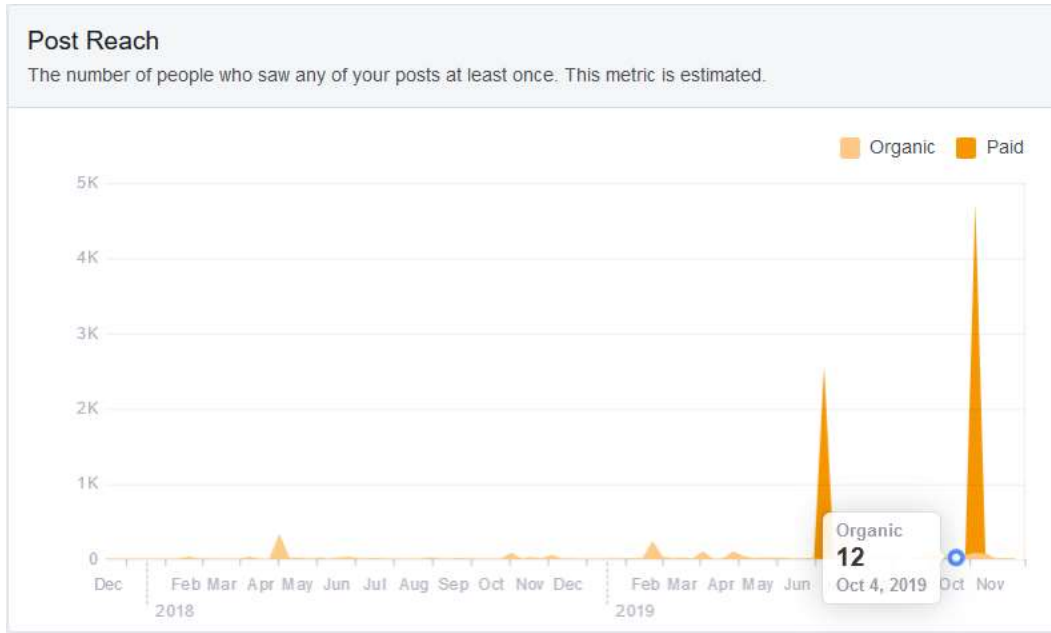 Post Reach
The number of people who saw any of your posts at least once. This metric is estimated.
Organic Paid
5K
4K
3K
2K
1K
0
Organic
12
Oct 4, 2019
Dec Feb Mar Apr May Jun Jul Aug Sep Oct Nov Dec Feb Mar Apr May Jun Oct Nov
2018 2019